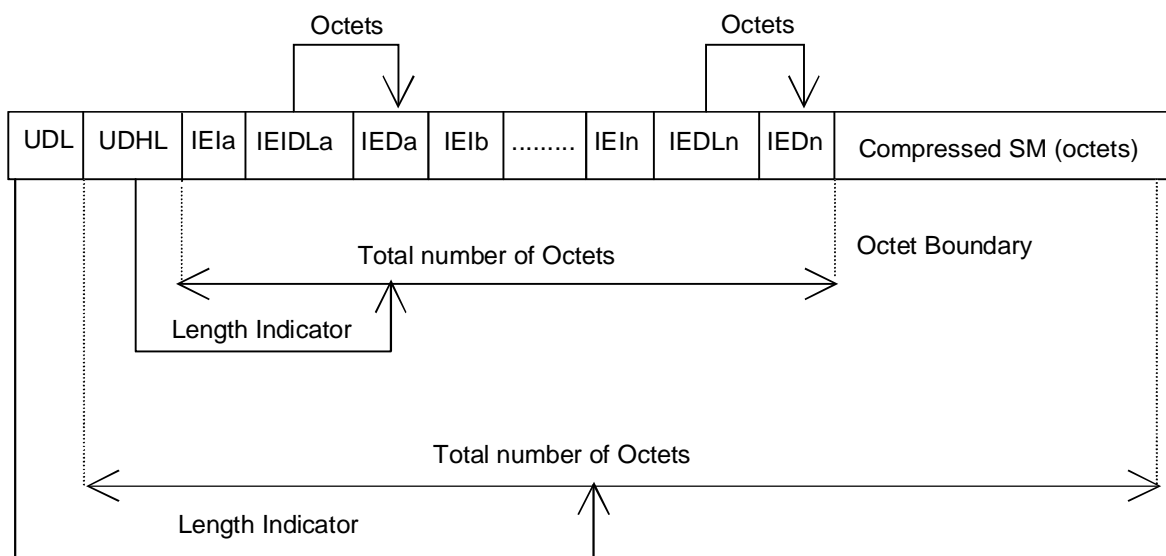 Octets Octets
UDL UDHL IEIa IEIDLa IEDa IEIb ......... IEIn IEDLn IEDn Compressed SM (octets)
Total number of Octets Octet Boundary
Length Indicator
Total number of Octets
Length Indicator